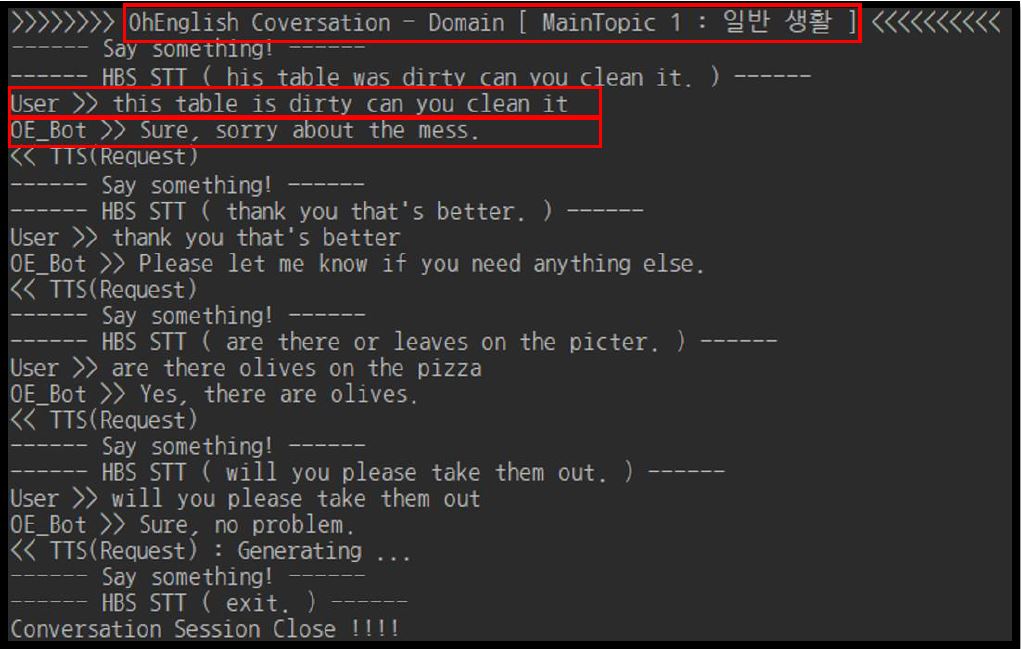 >>>>>>>> OhEnglish Coversation - Domain [ MainTopic 1 : 일반 생활 ] <<<<<<<<<<
------ Say something! ------
------ HBS STT ( his table was dirty can you clean it. ) ------
User >> this table is dirty can you clean it
OE_Bot >> Sure, sorry about the mess.
<< TTS(Request)
------ Say something! ------
------ HBS STT ( thank you that's better. ) ------
User >> thank you that's better
OE_Bot >> Please let me know if you need anything else.
<< TTS(Request)
------ Say something! ------
------ HBS STT ( are there or leaves on the picter. ) ------
User >> are there olives on the pizza
OE_Bot >> Yes, there are olives.
<< TTS(Request)
------ Say something! ------
------ HBS STT ( will you please take them out. ) ------
User >> will you please take them out
OE_Bot >> Sure, no problem.
<< TTS(Request) : Generating ...
------ Say something! ------
------ HBS STT ( exit. ) ------
Conversation Session Close !!!!